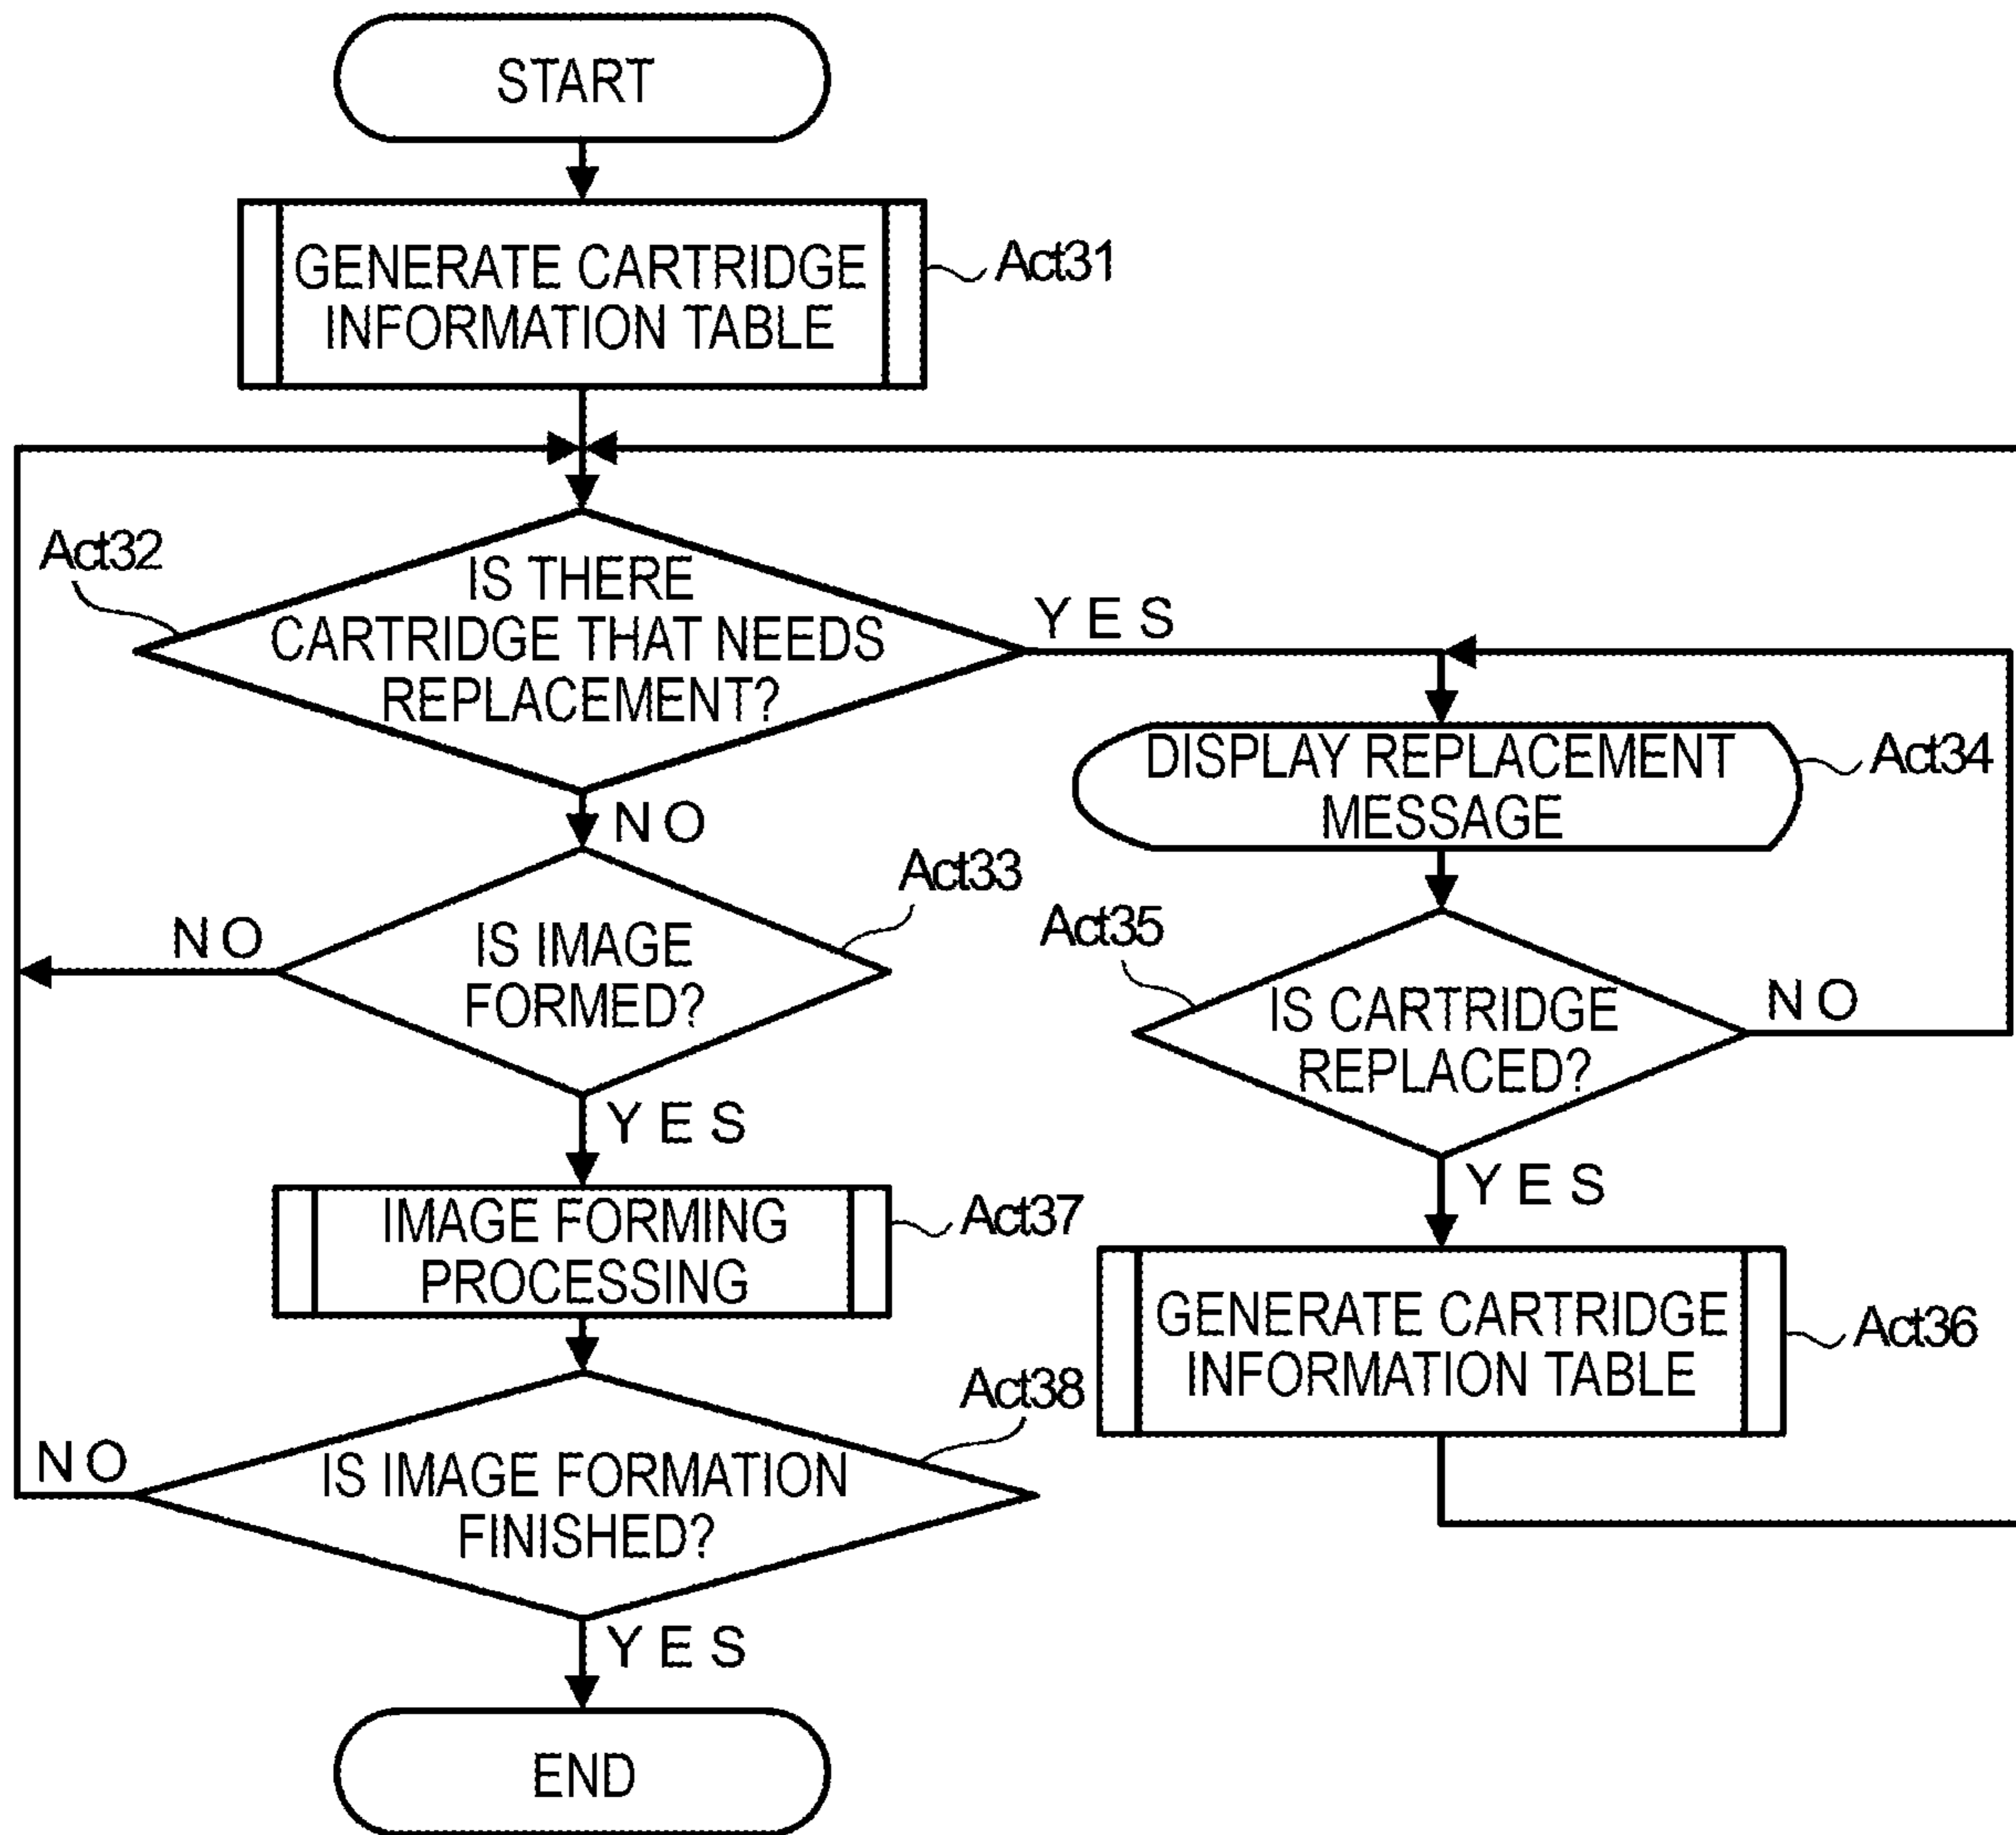 START
GENERATE CARTRIDGE
INFORMATION TABLE
Act31
Act32
IS THERE
CARTRIDGE THAT NEEDS
REPLACEMENT?
YES
NO
Act33
IS IMAGE
FORMED?
NO
YES
DISPLAY REPLACEMENT
MESSAGE
Act34
Act35
IS CARTRIDGE
REPLACED?
NO
YES
GENERATE CARTRIDGE
INFORMATION TABLE
Act36
IMAGE FORMING
PROCESSING
Act37
Act38
IS IMAGE FORMATION
FINISHED?
NO
YES
END